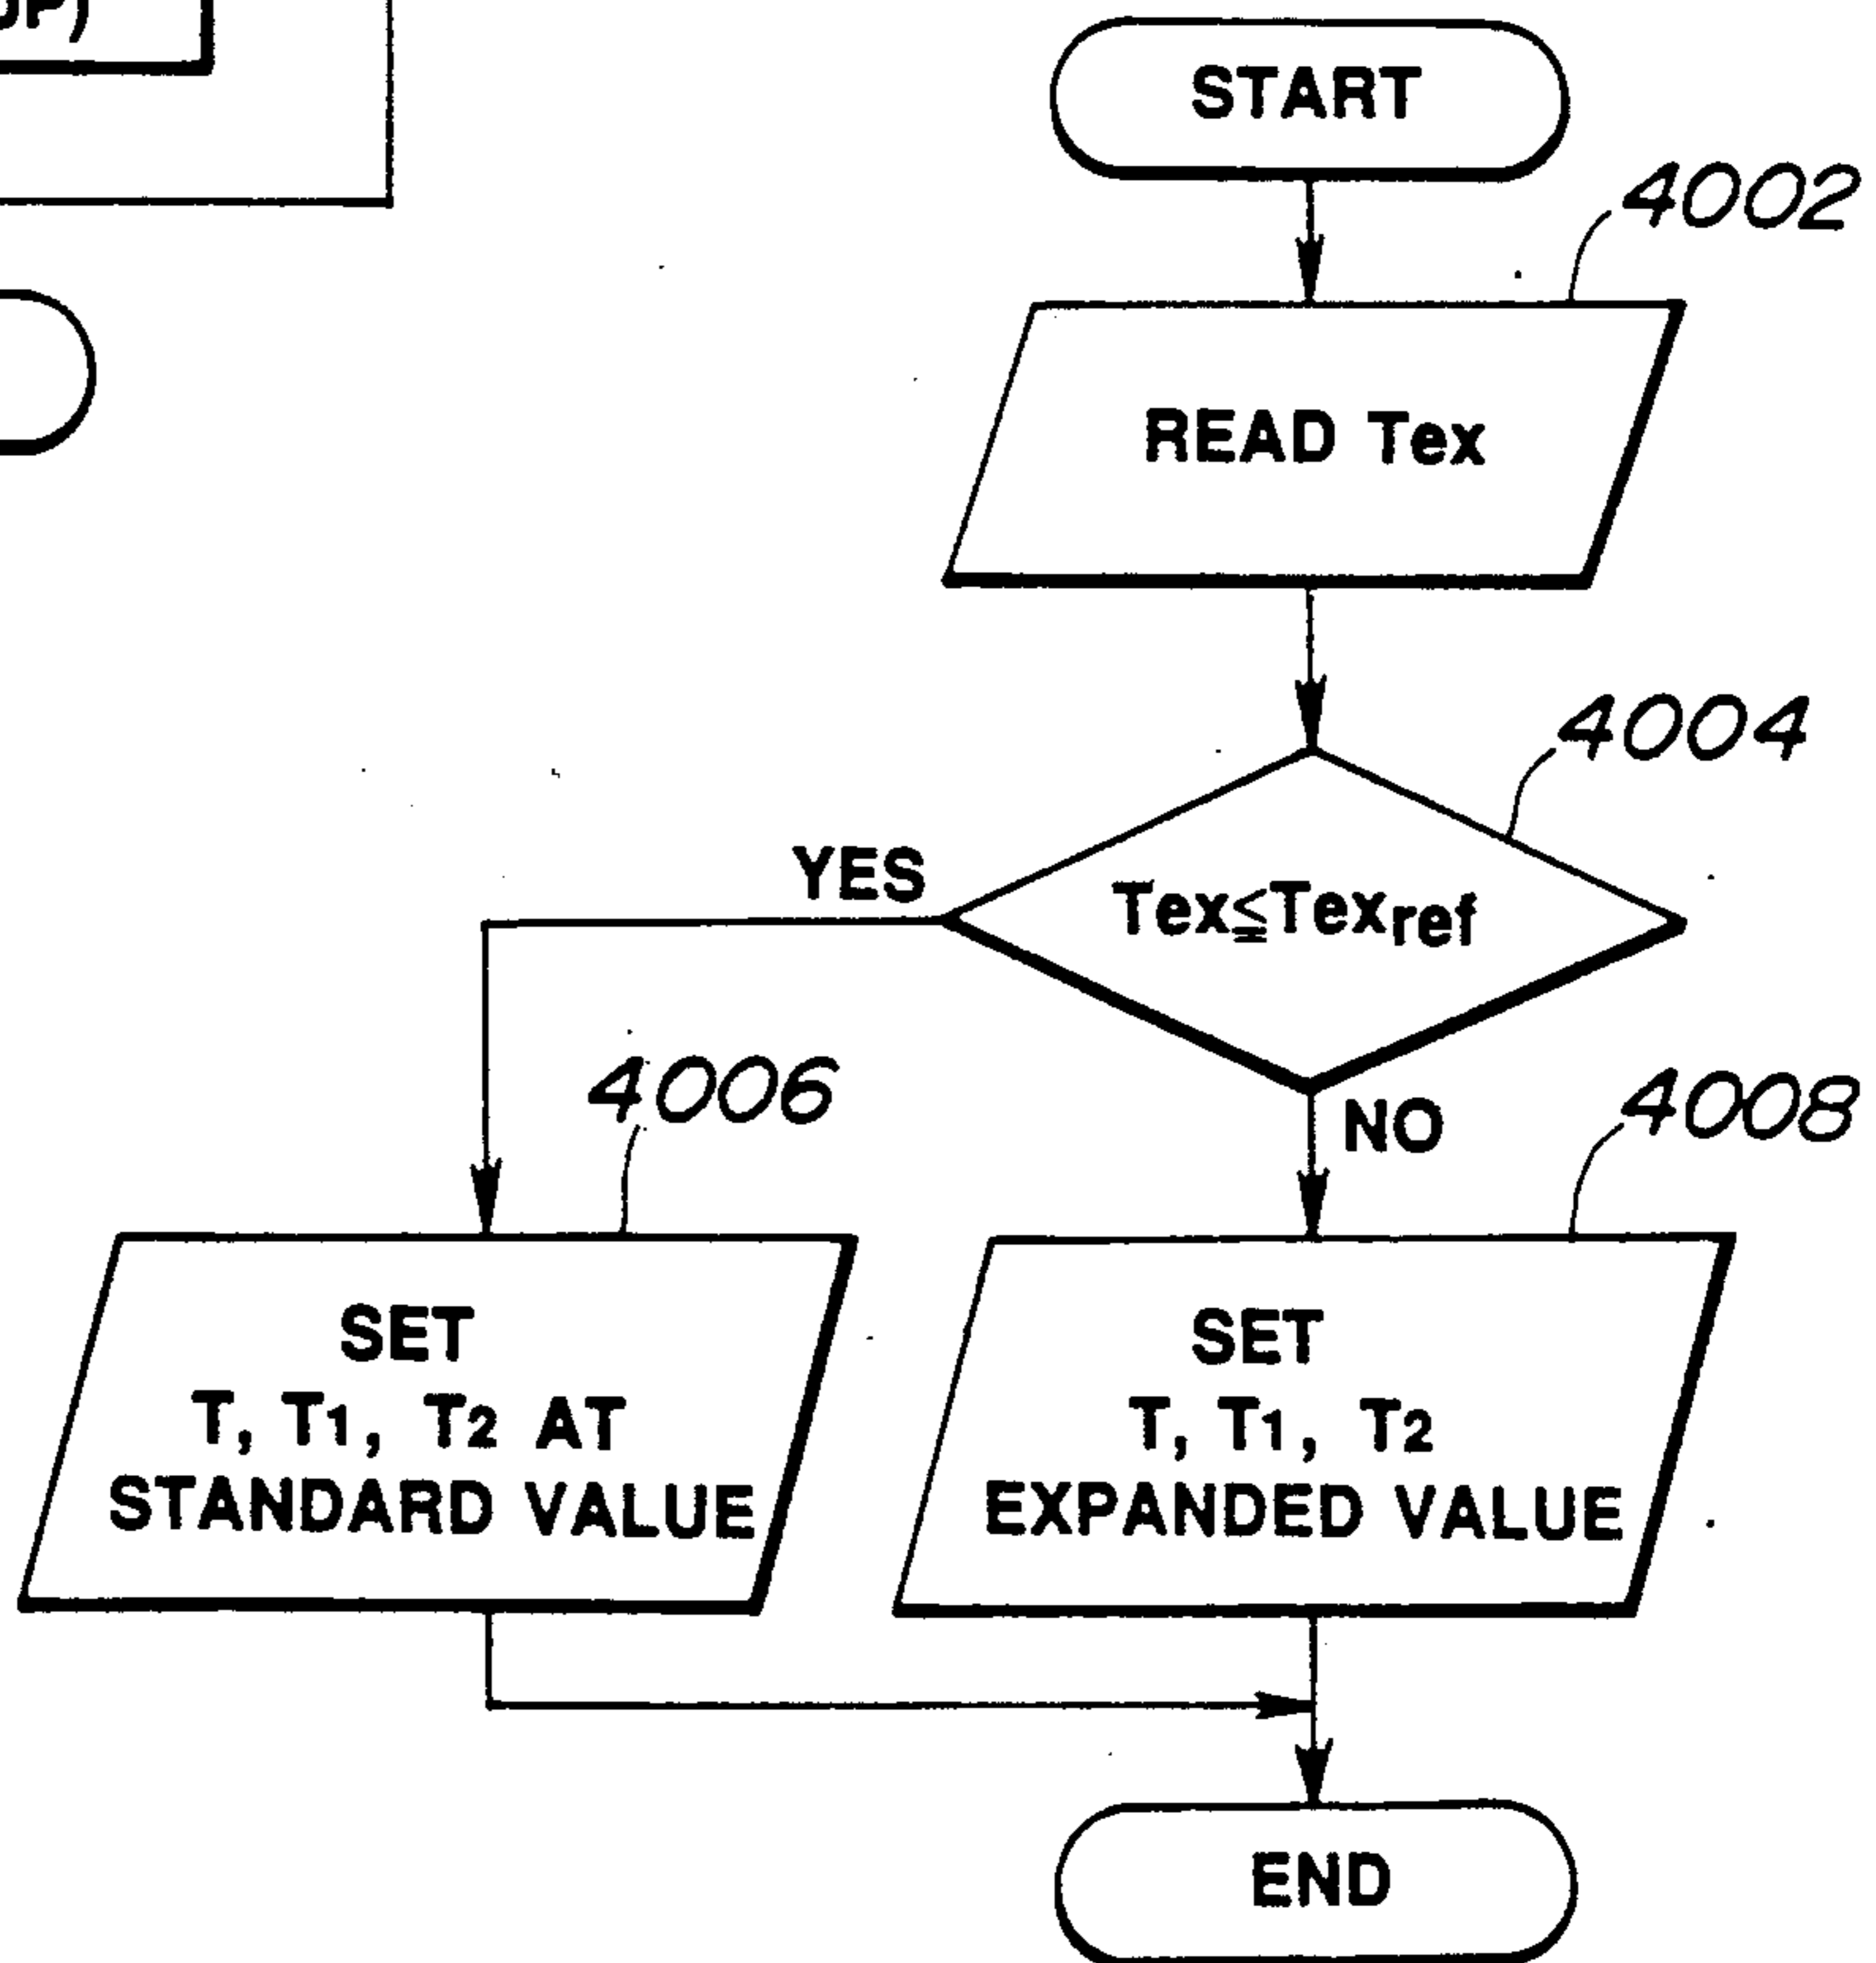 START
4002
READ Tex
4004
YES
Tex≦Texref
4006
NO
4008
SET
T, T1, T2 AT
STANDARD VALUE
SET
T, T1, T2
EXPANDED VALUE
END